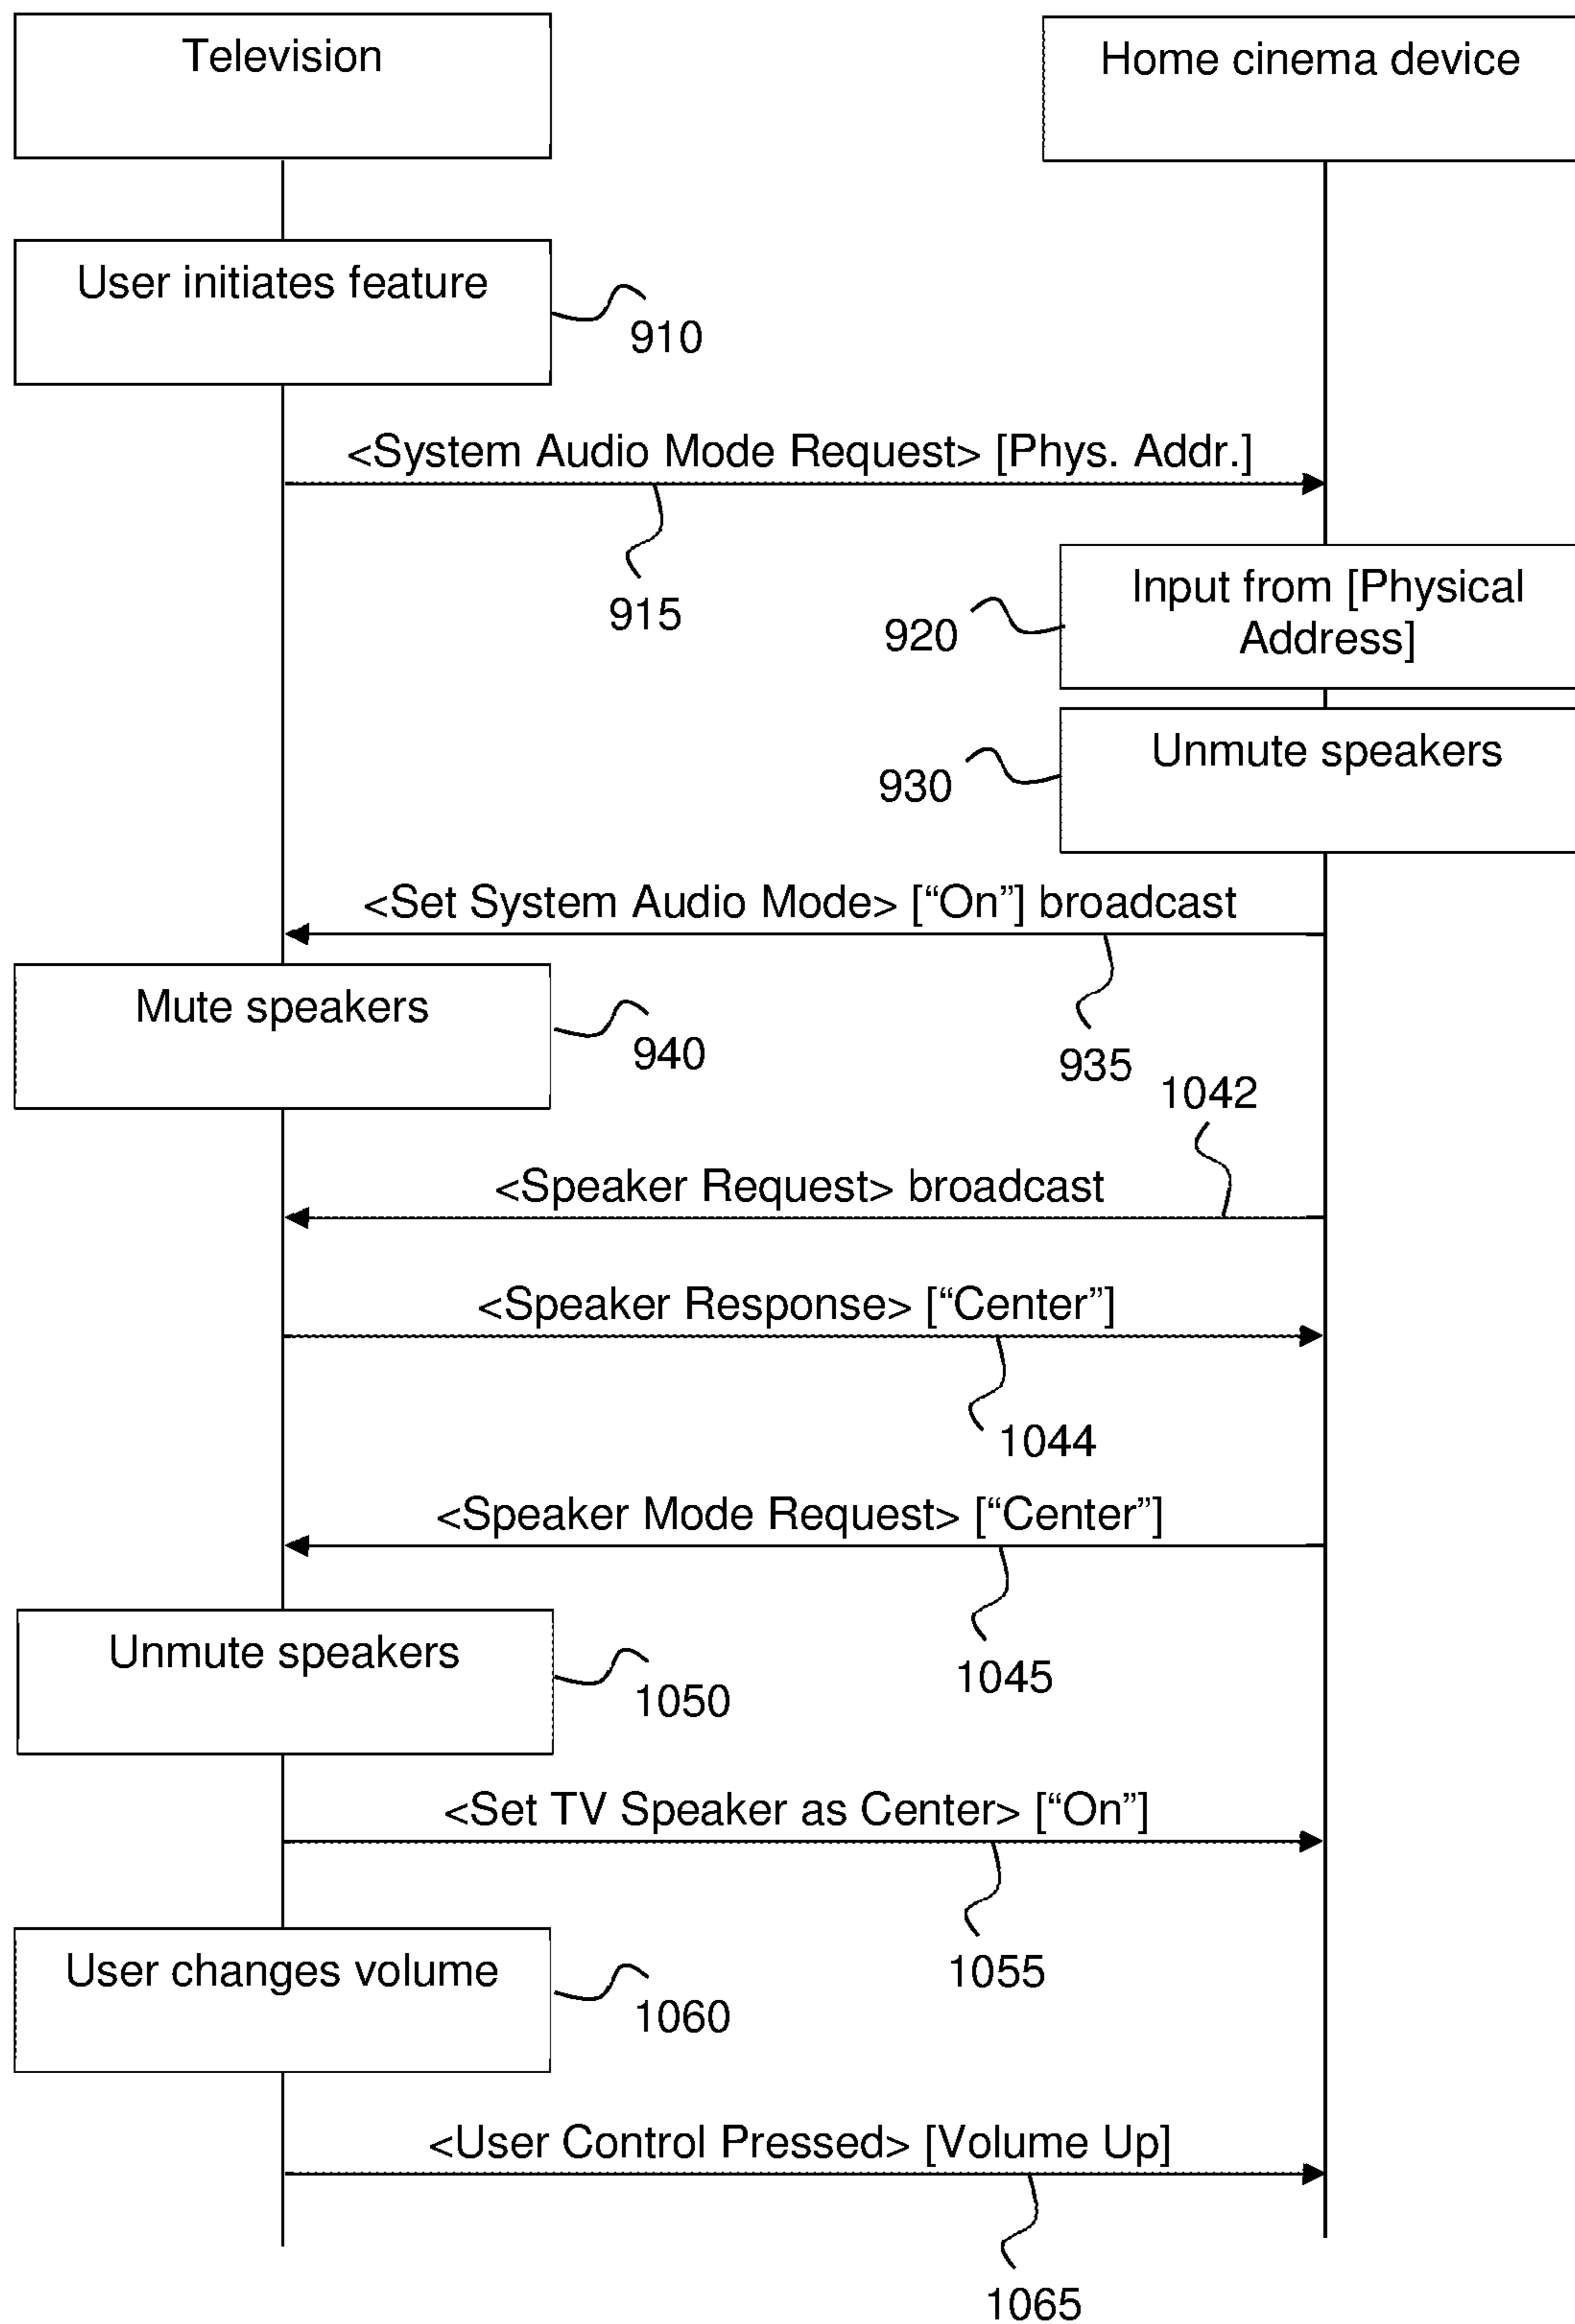 Television
Home cinema device
User initiates feature
910
<System Audio Mode Request> [Phys. Addr.]
915
Input from [Physical
Address]
920
Unmute speakers
930
<Set System Audio Mode> [“On”] broadcast
935
Mute speakers
940
1042
<Speaker Request> broadcast
<Speaker Response> [“Center”]
1044
<Speaker Mode Request> [“Center”]
1045
Unmute speakers
1050
<Set TV Speaker as Center> [“On”]
1055
User changes volume
1060
<User Control Pressed> [Volume Up]
1065